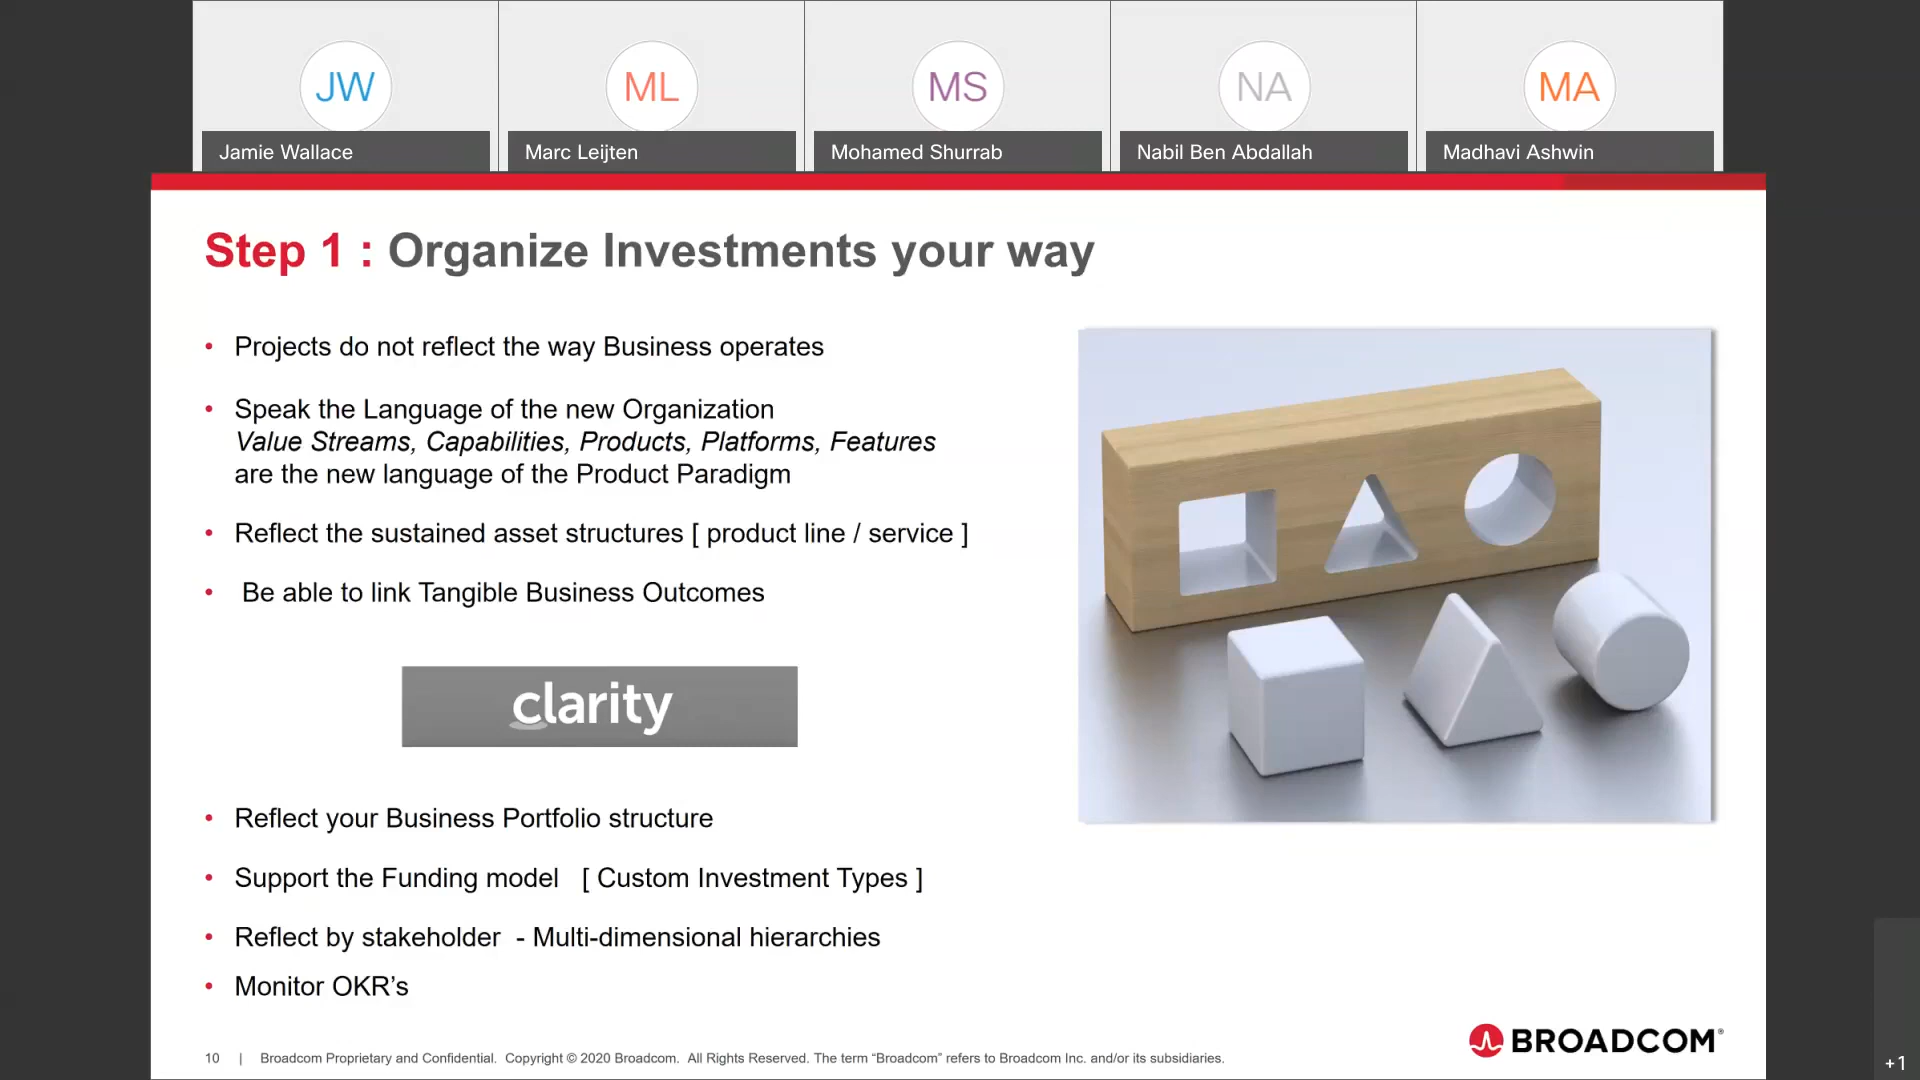 JW
ML
MS
NA
MA
Jamie Wallace
Marc Leijten
Mohamed Shurrab
Nabil Ben Abdallah
Madhavi Ashwin
Step 1 : Organize Investments your way
• Projects do not reflect the way Business operates
• Speak the Language of the new Organization
Value Streams, Capabilities, Products, Platforms, Features
are the new language of the Product Paradigm
• Reflect the sustained asset structures [ product line / service ]
• Be able to link Tangible Business Outcomes
clarity
• Reflect your Business Portfolio structure
• Support the Funding model [ Custom Investment Types ]
• Reflect by stakeholder - Multi-dimensional hierarchies
• Monitor OKR’s
BROADCOM®
10 | Broadcom Proprietary and Confidential. Copyright © 2020 Broadcom. All Rights Reserved. The term “Broadcom” refers to Broadcom Inc. and/or its subsidiaries.
+1